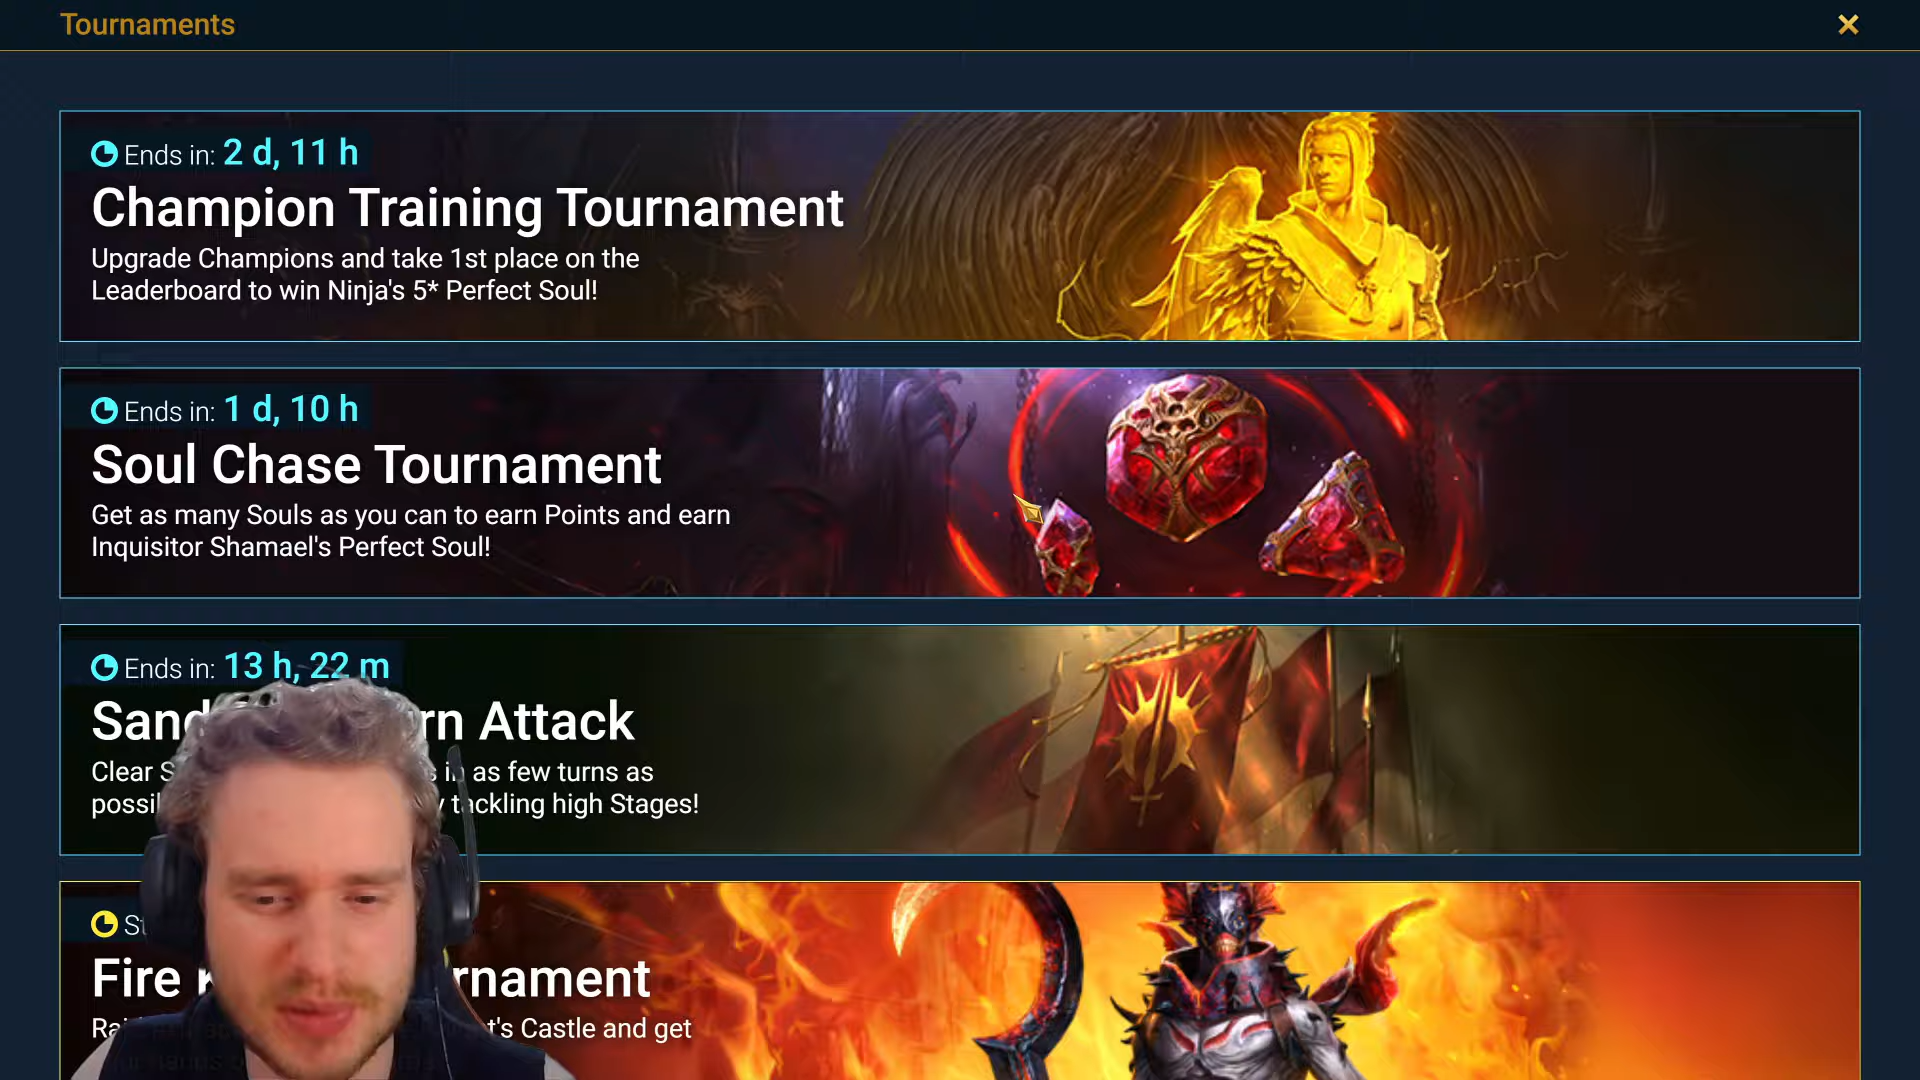 Tournaments
Ends in: 2 d, 11 h
Champion Training Tournament
Upgrade Champions and take 1st place on the
Leaderboard to win Ninja's 5* Perfect Soul!
Ends in: 1 d, 10 h
Soul Chase Tournament
Get as many Souls as you can to earn Points and earn
Inquisitor Shamael's Perfect Soul!
Ends in: 13 h, 22 m
Attack
Clear in as few turns as
tackling high Stages!
Fire
Castle and get